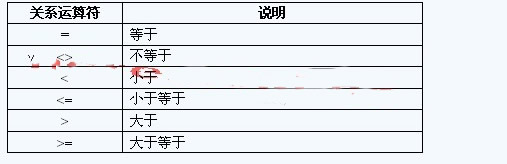 关系运算符 说明
= 等于
<> 不等于
< 小于
<= 小于等于
> 大于
>= 大于等于